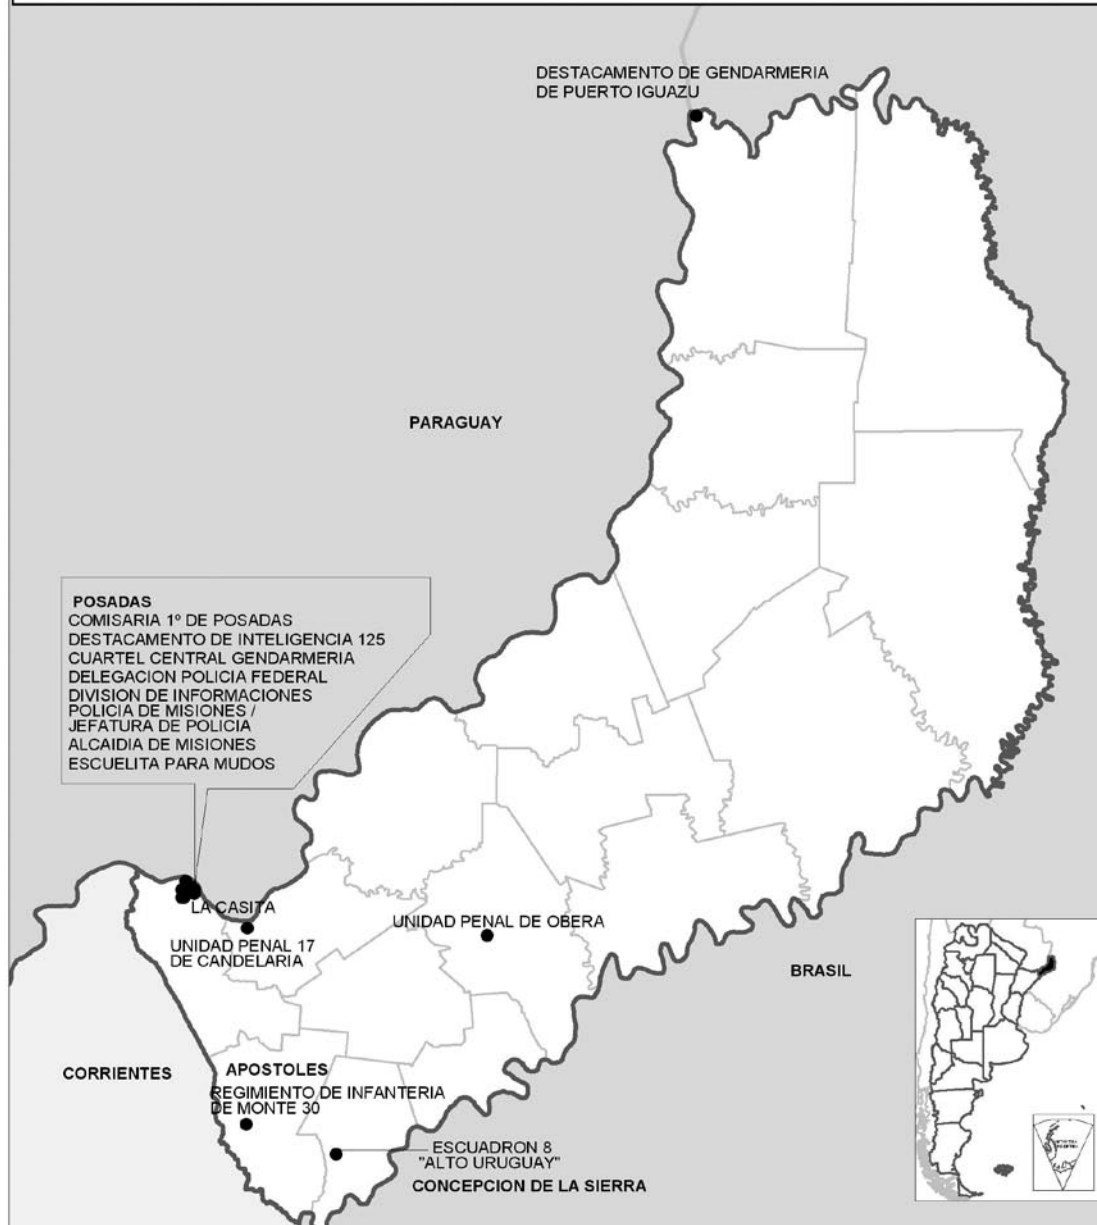 DESTACAMENTO DE GENDARMERIA
DE PUERTO IGUAZU
PARAGUAY
POSADAS
COMISARIA 1º DE POSADAS
DESTACAMENTO DE INTELIGENCIA 125
CUARTEL CENTRAL GENDARMERIA
DELEGACION POLICIA FEDERAL
DIVISION DE INFORMACIONES
POLICIA DE MISIONES /
JEFATURA DE POLICIA
ALCAIDIA DE MISIONES
ESCUELITA PARA MUDOS
LA CASITA
UNIDAD PENAL 17
DE CANDELARIA
UNIDAD PENAL DE OBERA
BRASIL
CORRIENTES
APOSTOLES
REGIMIENTO DE INFANTERIA
DE MONTE 30
ESCUADRON 8
"ALTO URUGUAY"
CONCEPCION DE LA SIERRA